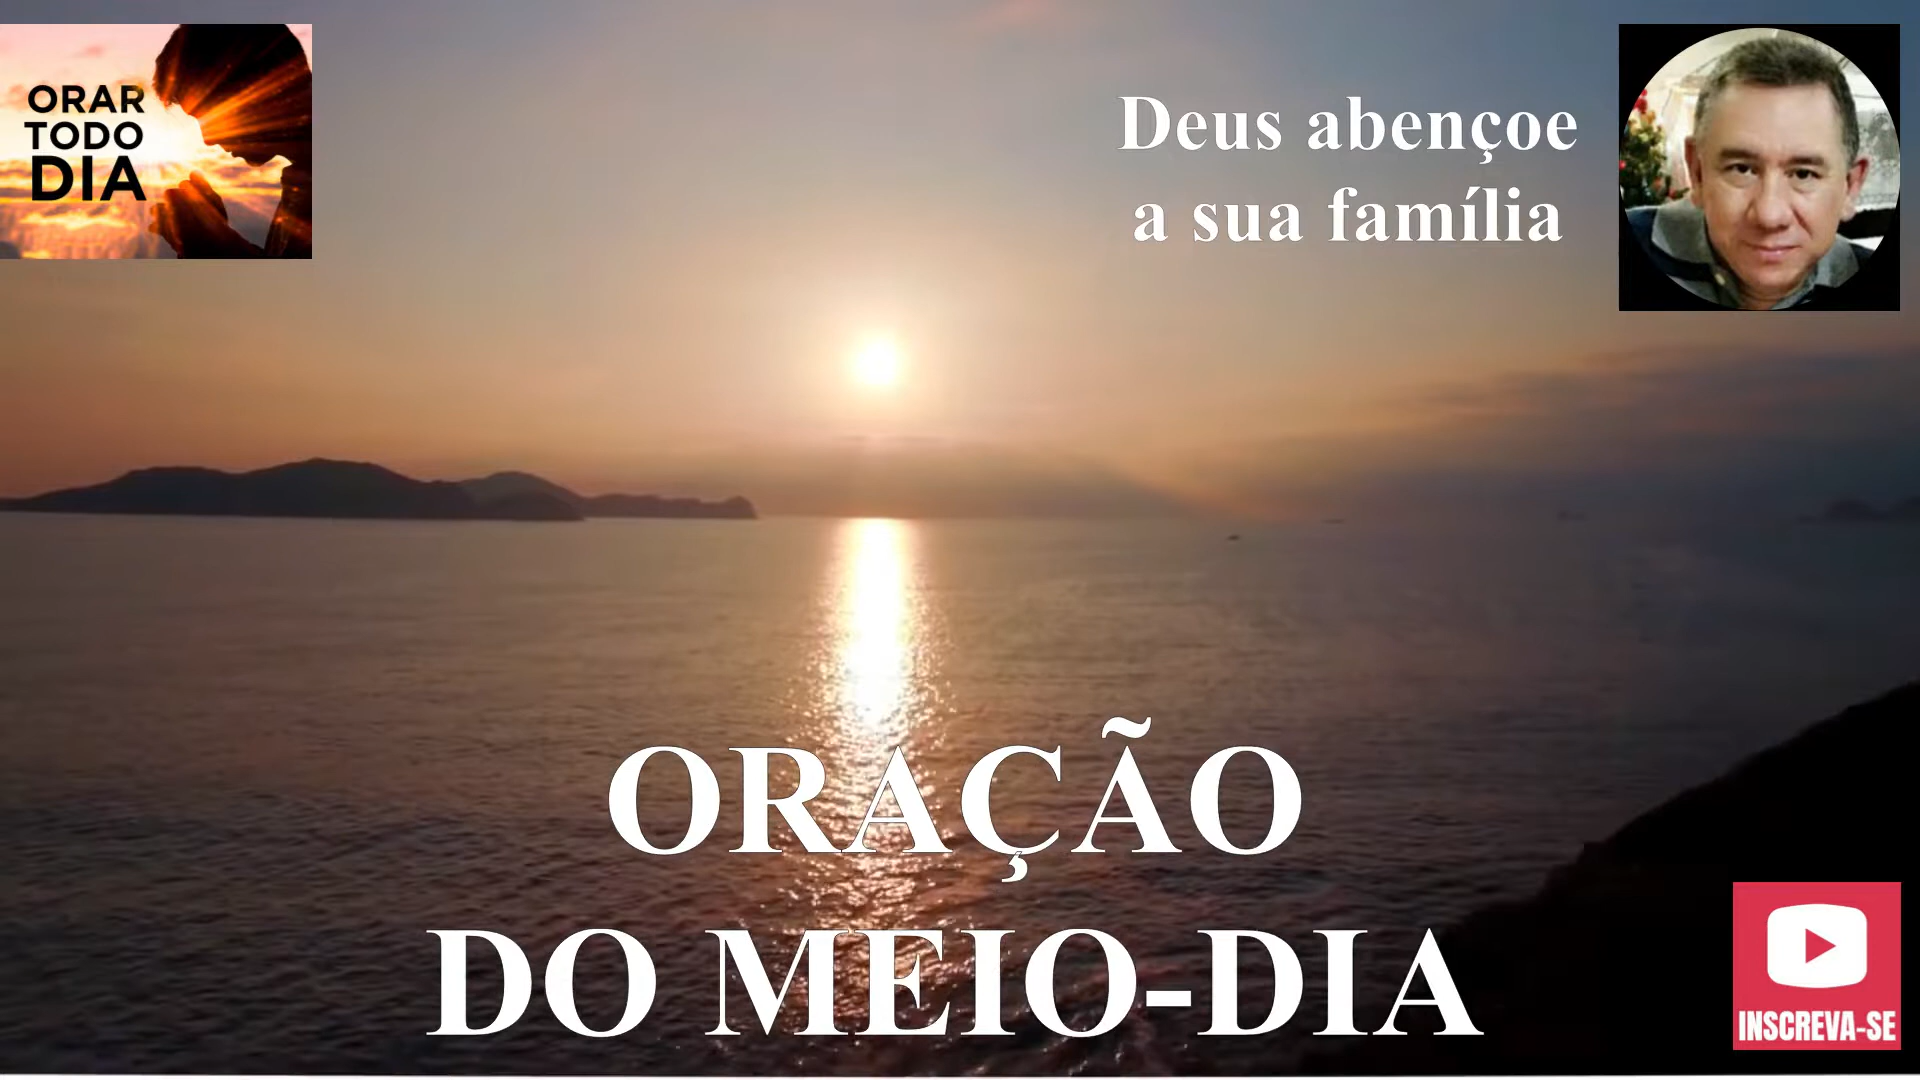 ORAR
TODO
DIA
Deus abençoe
a sua família
ORAÇÃO
DO MEIO-DIA
INSCREVA-SE